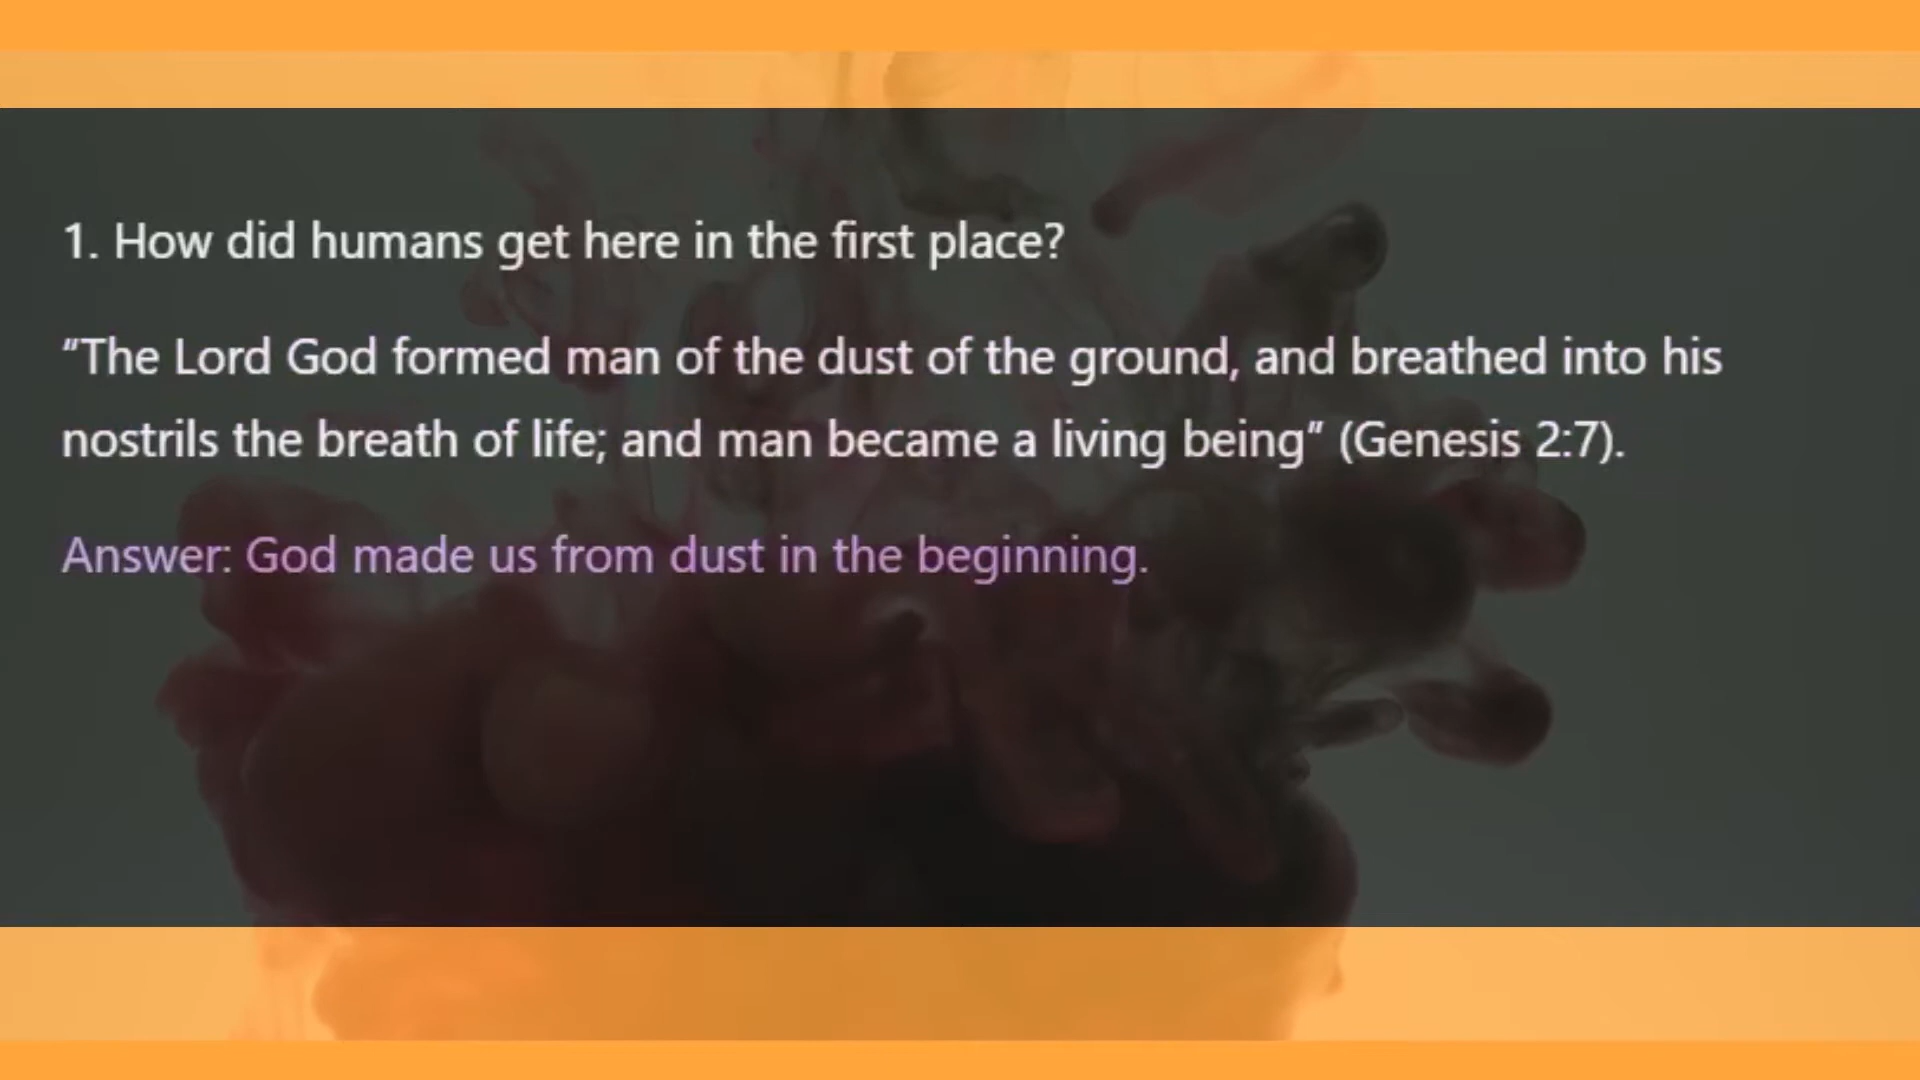 1. How did humans get here in the first place?
“The Lord God formed man of the dust of the ground, and breathed into his
nostrils the breath of life; and man became a living being” (Genesis 2:7).
Answer: God made us from dust in the beginning.